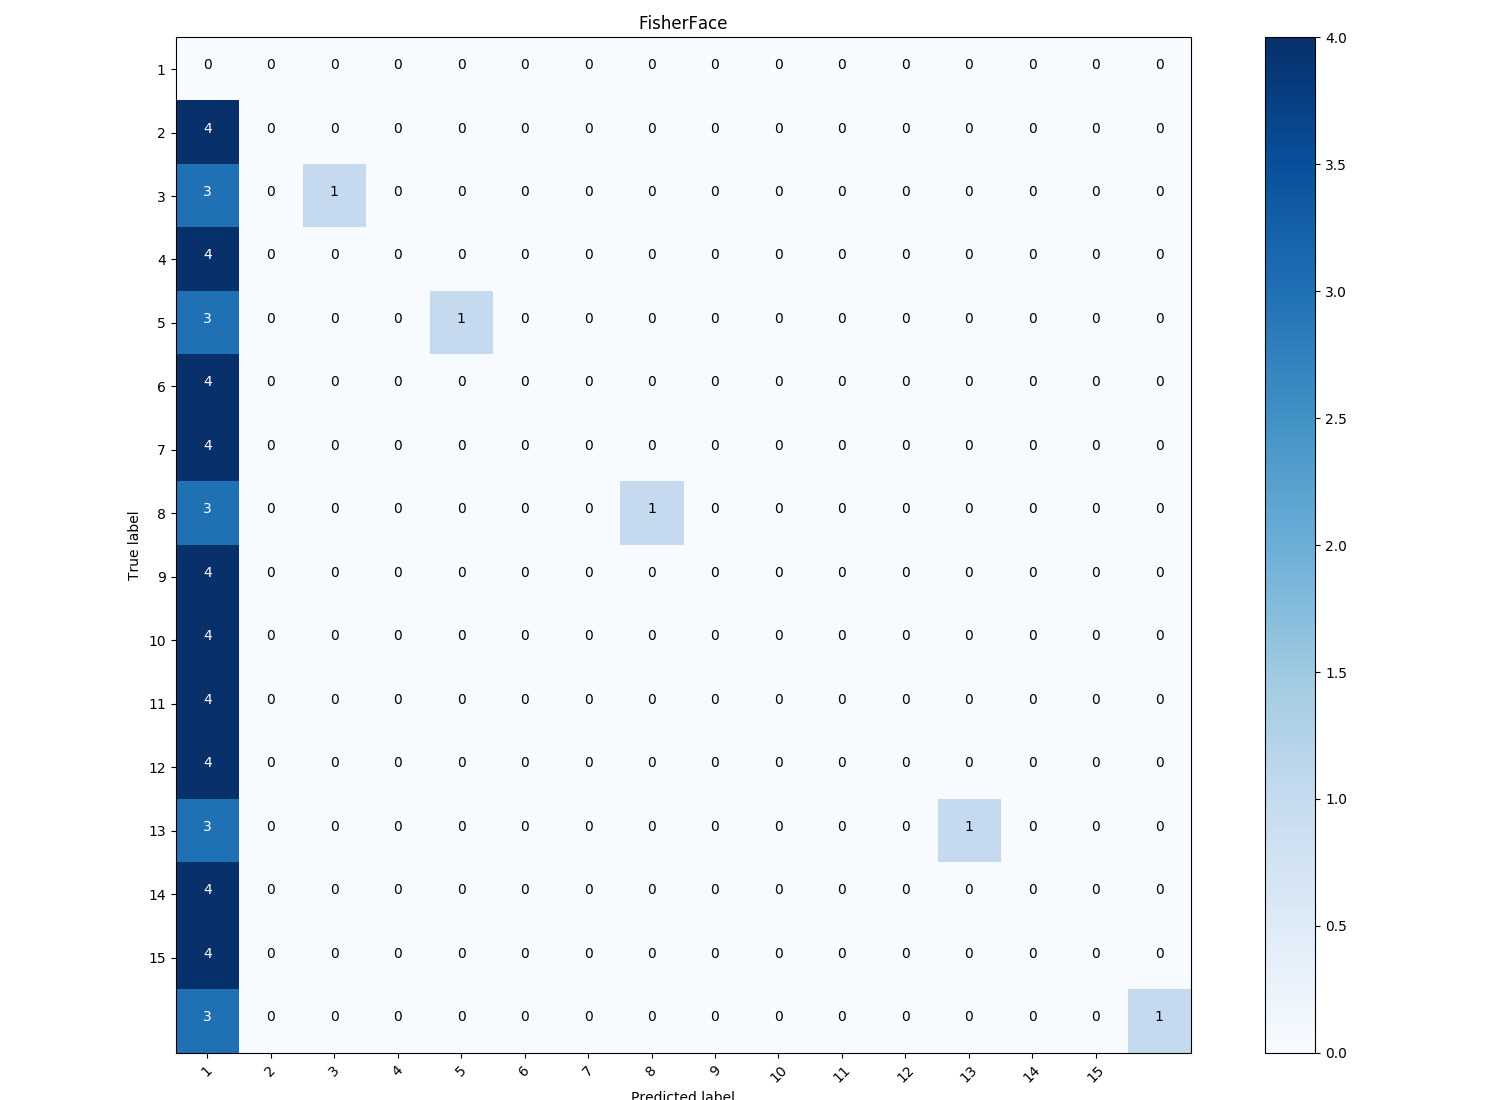 FisherFace
1 0 0 0 0 0 0 0 0 0 0 0 0 0 0 0 0
2 4 0 0 0 0 0 0 0 0 0 0 0 0 0 0 0
3 3 0 1 0 0 0 0 0 0 0 0 0 0 0 0 0
4 4 0 0 0 0 0 0 0 0 0 0 0 0 0 0 0
5 3 0 0 0 1 0 0 0 0 0 0 0 0 0 0 0
6 4 0 0 0 0 0 0 0 0 0 0 0 0 0 0 0
7 4 0 0 0 0 0 0 0 0 0 0 0 0 0 0 0
8 3 0 0 0 0 0 0 1 0 0 0 0 0 0 0 0
9 4 0 0 0 0 0 0 0 0 0 0 0 0 0 0 0
10 4 0 0 0 0 0 0 0 0 0 0 0 0 0 0 0
11 4 0 0 0 0 0 0 0 0 0 0 0 0 0 0 0
12 4 0 0 0 0 0 0 0 0 0 0 0 0 0 0 0
13 3 0 0 0 0 0 0 0 0 0 0 0 1 0 0 0
14 4 0 0 0 0 0 0 0 0 0 0 0 0 0 0 0
15 4 0 0 0 0 0 0 0 0 0 0 0 0 0 0 0
3 0 0 0 0 0 0 0 0 0 0 0 0 0 0 1
1 2 3 4 5 6 7 8 9 10 11 12 13 14 15
True label
Predicted label
4.0
3.5
3.0
2.5
2.0
1.5
1.0
0.5
0.0